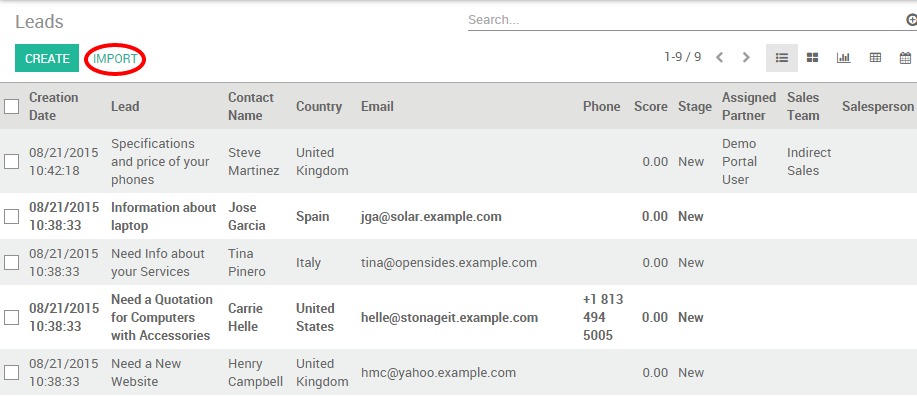 Leads
Search...
CREATE IMPORT 1-9 / 9
Creation Date Lead Contact Name Country Email Phone Score Stage Assigned Partner Sales Team Salesperson
08/21/2015 10:42:18 Specifications and price of your phones Steve Martinez United Kingdom 0.00 New Demo Portal User Indirect Sales
08/21/2015 10:38:33 Information about laptop Jose Garcia Spain jga@solar.example.com 0.00 New
08/21/2015 10:38:33 Need Info about your Services Tina Pinero Italy tina@opensides.example.com 0.00 New
08/21/2015 10:38:33 Need a Quotation for Computers with Accessories Carrie Helle United States helle@stonageit.example.com +1 813 494 5005 0.00 New
08/21/2015 10:38:33 Need a New Website Henry Campbell United Kingdom hmc@yahoo.example.com 0.00 New